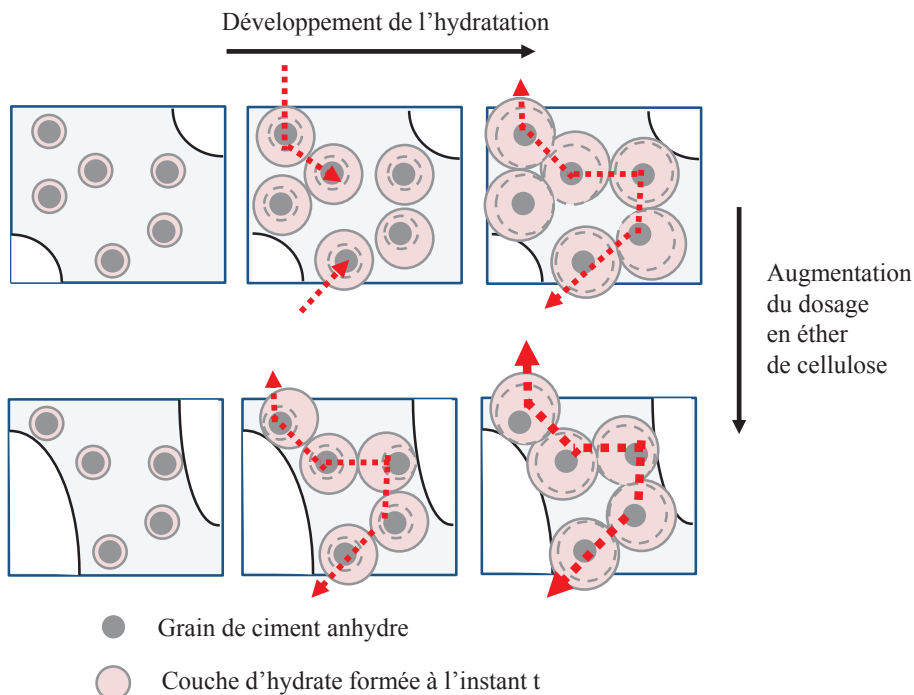 Développement de l’hydratation
Augmentation
du dosage
en éther
de cellulose
Grain de ciment anhydre
Couche d’hydrate formée à l’instant t